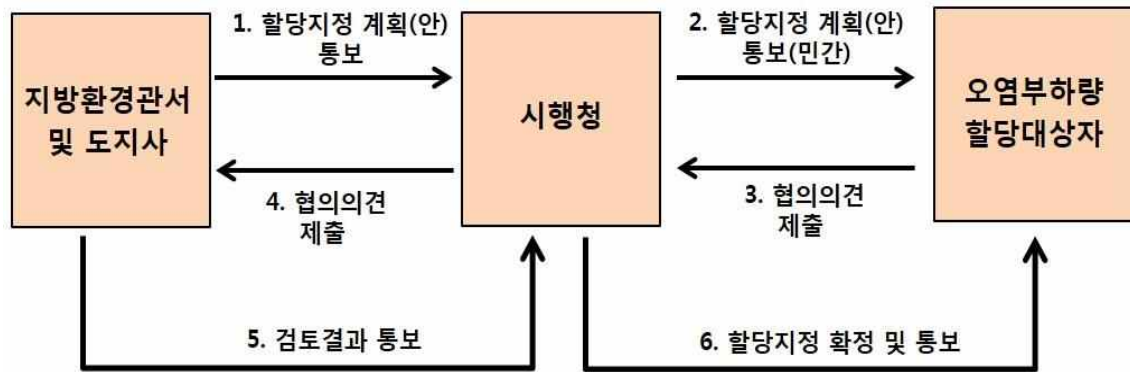 1. 할당지정 계획(안)
통보
2. 할당지정 계획(안)
통보(민간)
지방환경관서
및 도지사
시행청
오염부하량
할당대상자
4. 협의의견
제출
3. 협의의견
제출
5. 검토결과 통보
6. 할당지정 확정 및 통보